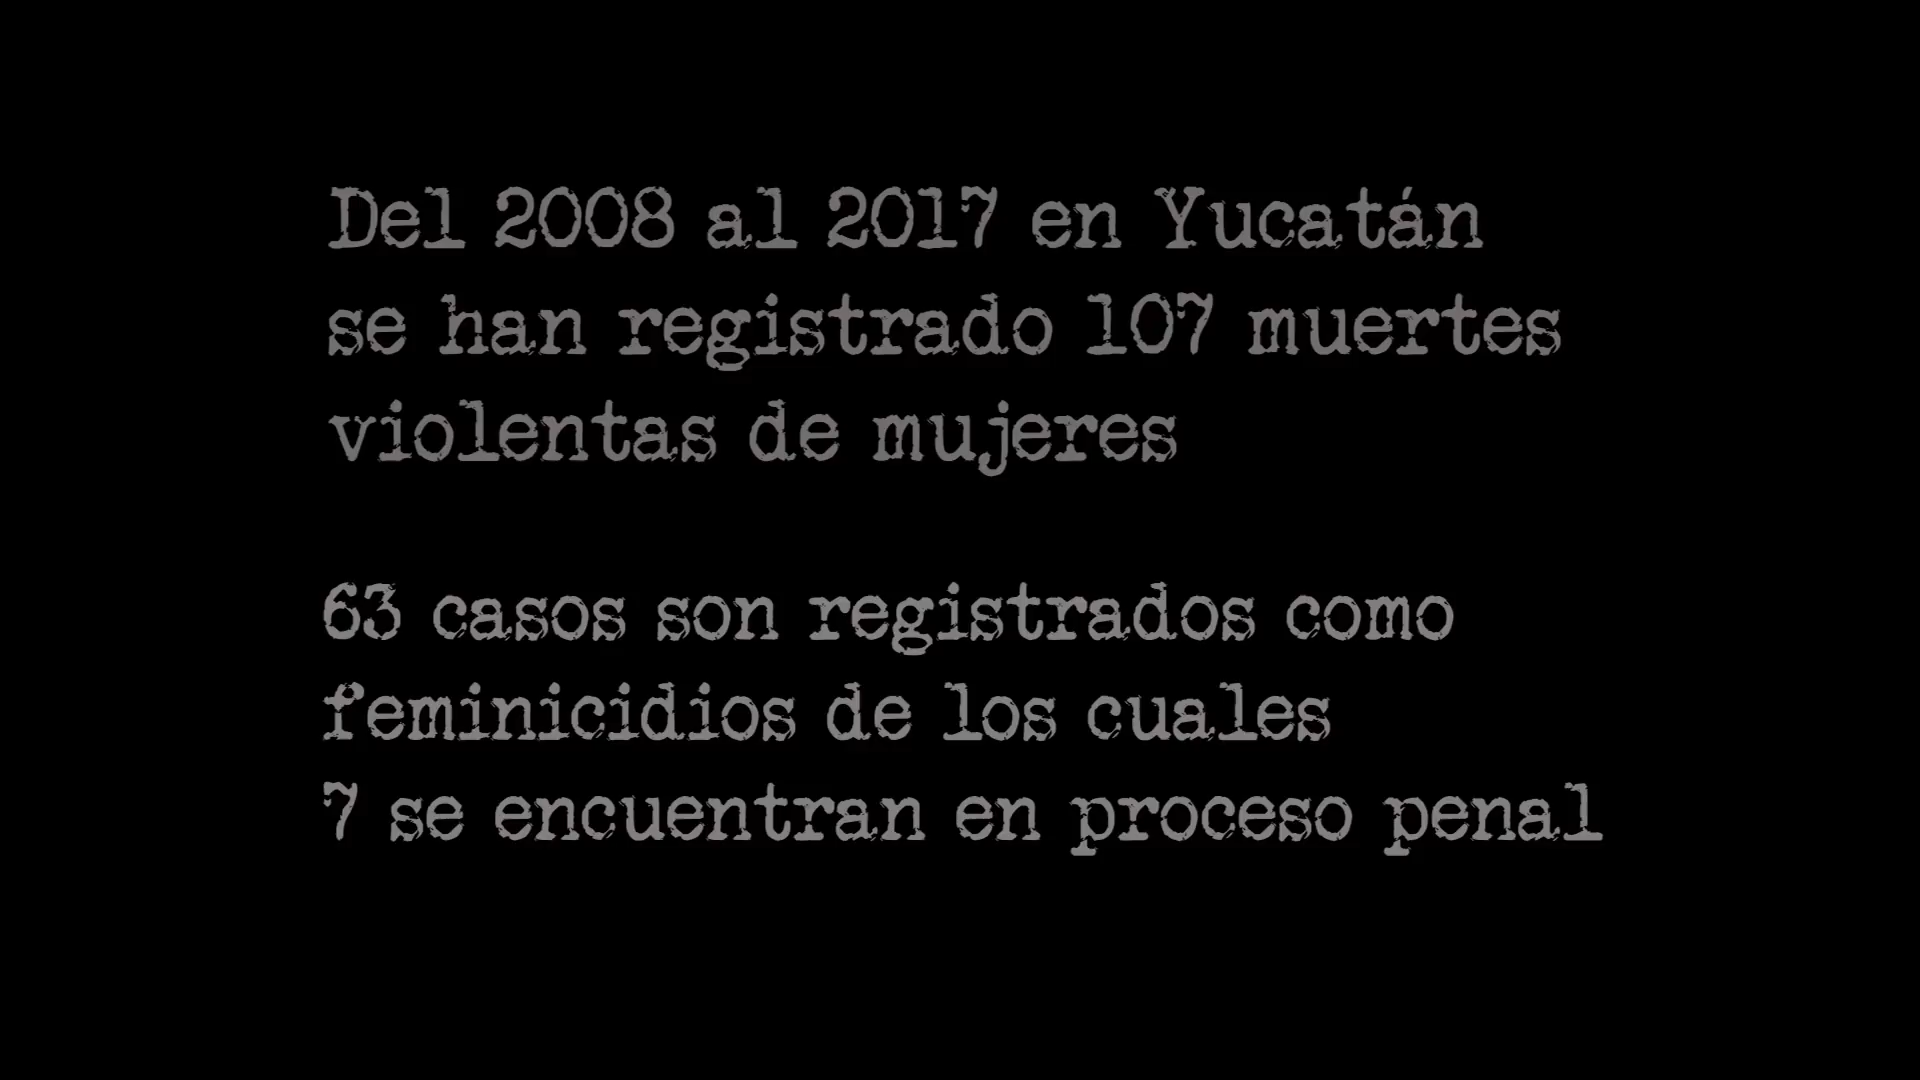 Del 2008 al 2017 en Yucatán
se han registrado 107 muertes
violentas de mujeres
63 casos son registrados como
feminicidios de los cuales
7 se encuentran en proceso penal